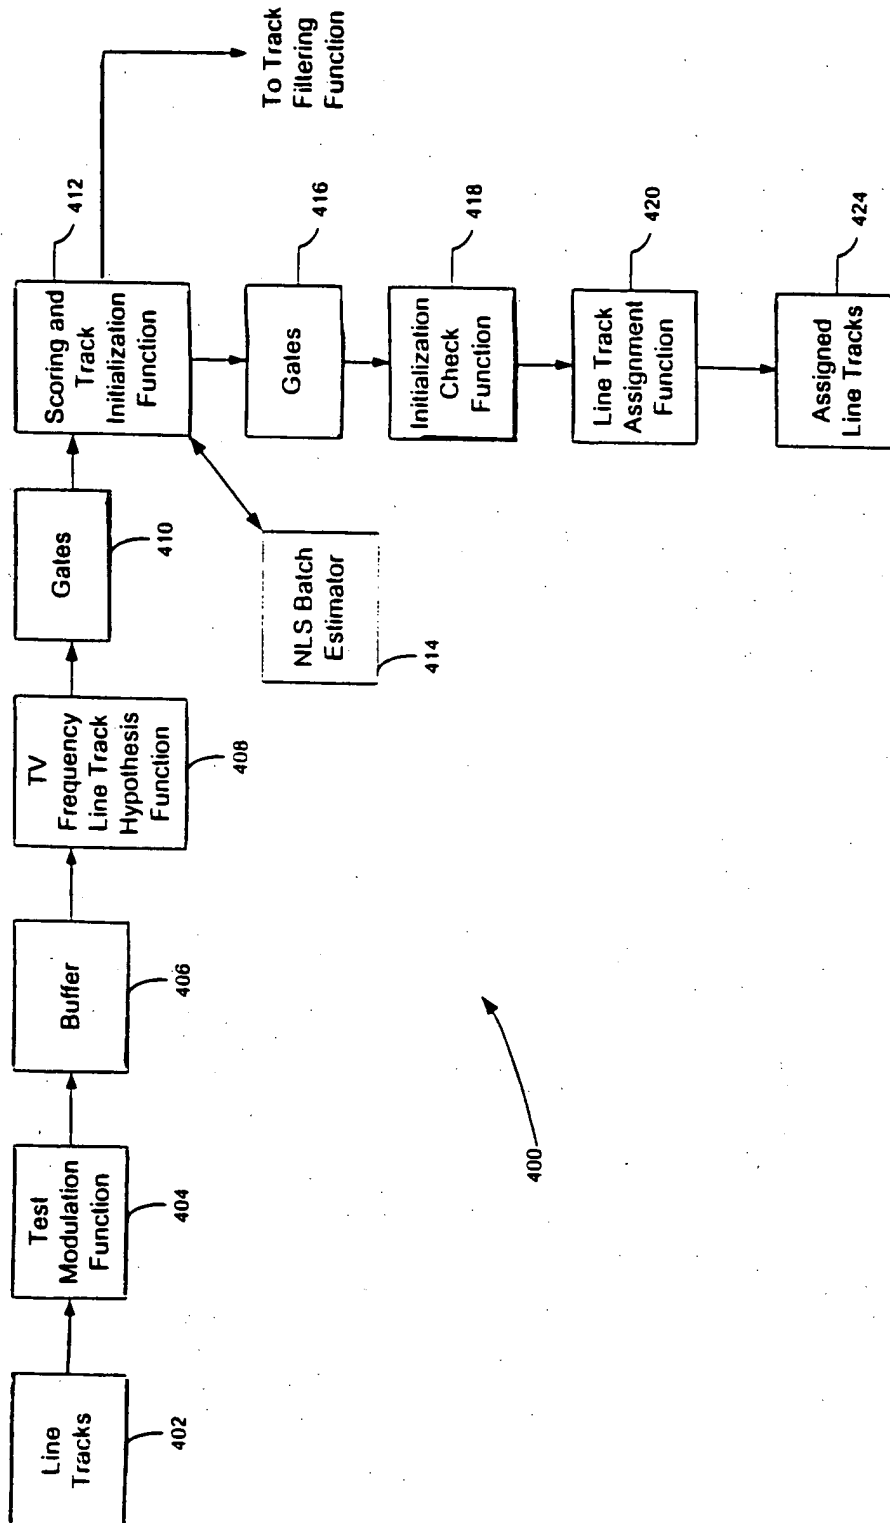 Line
Tracks
402
Test
Modulation
Function
404
Buffer
406
TV
Frequency
Line Track
Hypothesis
Function
408
Gates
410
Scoring and
Track
Initialization
Function
412
To Track
Filtering
Function
NLS Batch
Estimator
414
Gates
416
Initialization
Check
Function
418
Line Track
Assignment
Function
420
Assigned
Line Tracks
424
400